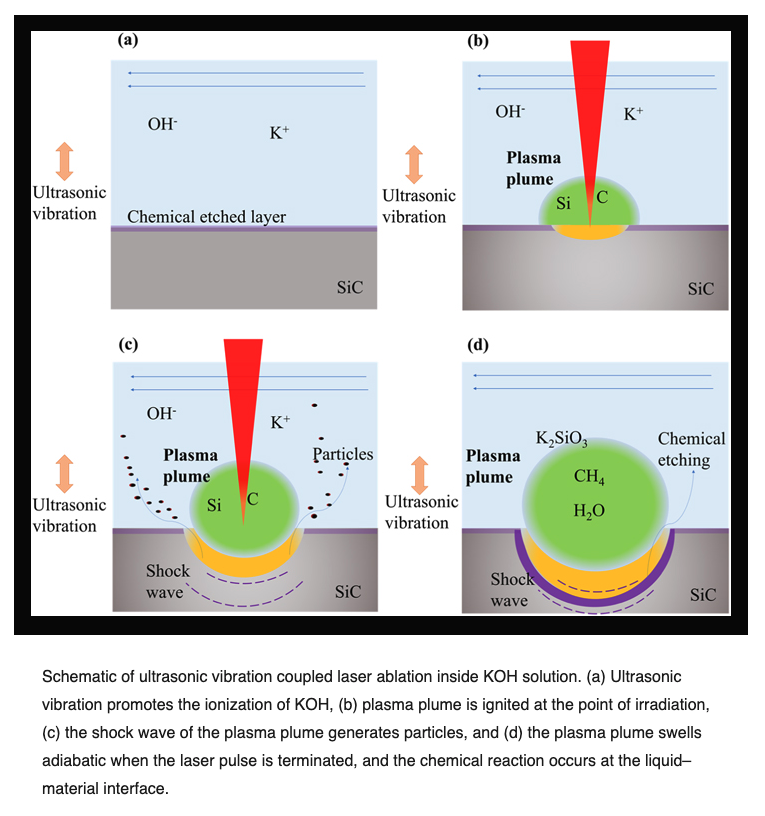 (a)
OH-
K+
Ultrasonic
vibration
Chemical etched layer
SiC
(b)
OH-
K+
Plasma
plume
Si
C
Ultrasonic
vibration
SiC
(c)
OH-
K+
Plasma
plume
Particles
Si
C
Ultrasonic
vibration
Shock
wave
SiC
(d)
K2SiO3
Chemical
etching
Plasma
plume
CH4
H2O
Ultrasonic
vibration
Shock
wave
SiC
Schematic of ultrasonic vibration coupled laser ablation inside KOH solution. (a) Ultrasonic
vibration promotes the ionization of KOH, (b) plasma plume is ignited at the point of irradiation,
(c) the shock wave of the plasma plume generates particles, and (d) the plasma plume swells
adiabatic when the laser pulse is terminated, and the chemical reaction occurs at the liquid–
material interface.